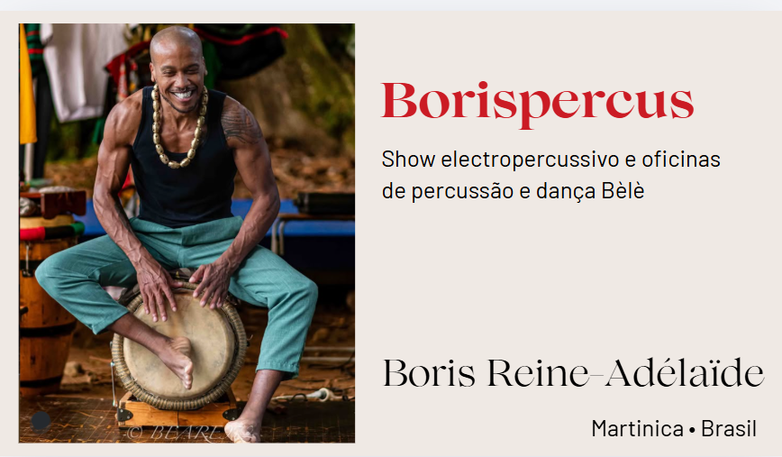 Borispercus
Show electropercussivo e oficinas
de percussão e dança Bèlè
Boris Reine-Adélaïde
Martinica • Brasil